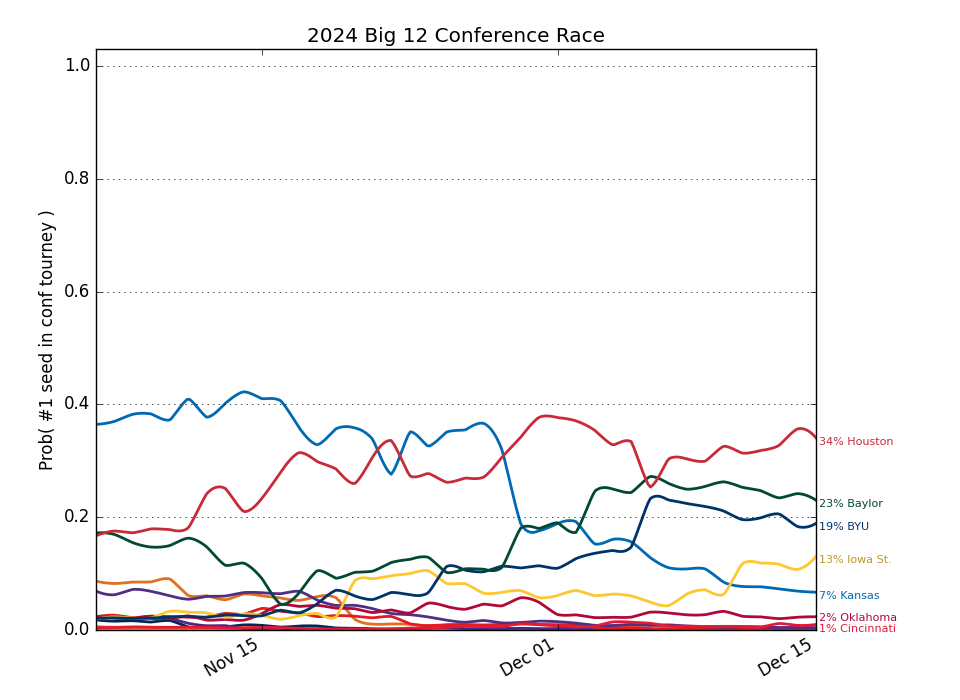 2024 Big 12 Conference Race
Prob( #1 seed in conf tourney )
1.0
0.8
0.6
0.4
0.2
0.0
Nov 15
Dec 01
Dec 15
34% Houston
23% Baylor
19% BYU
13% Iowa St.
7% Kansas
2% Oklahoma
1% Cincinnati